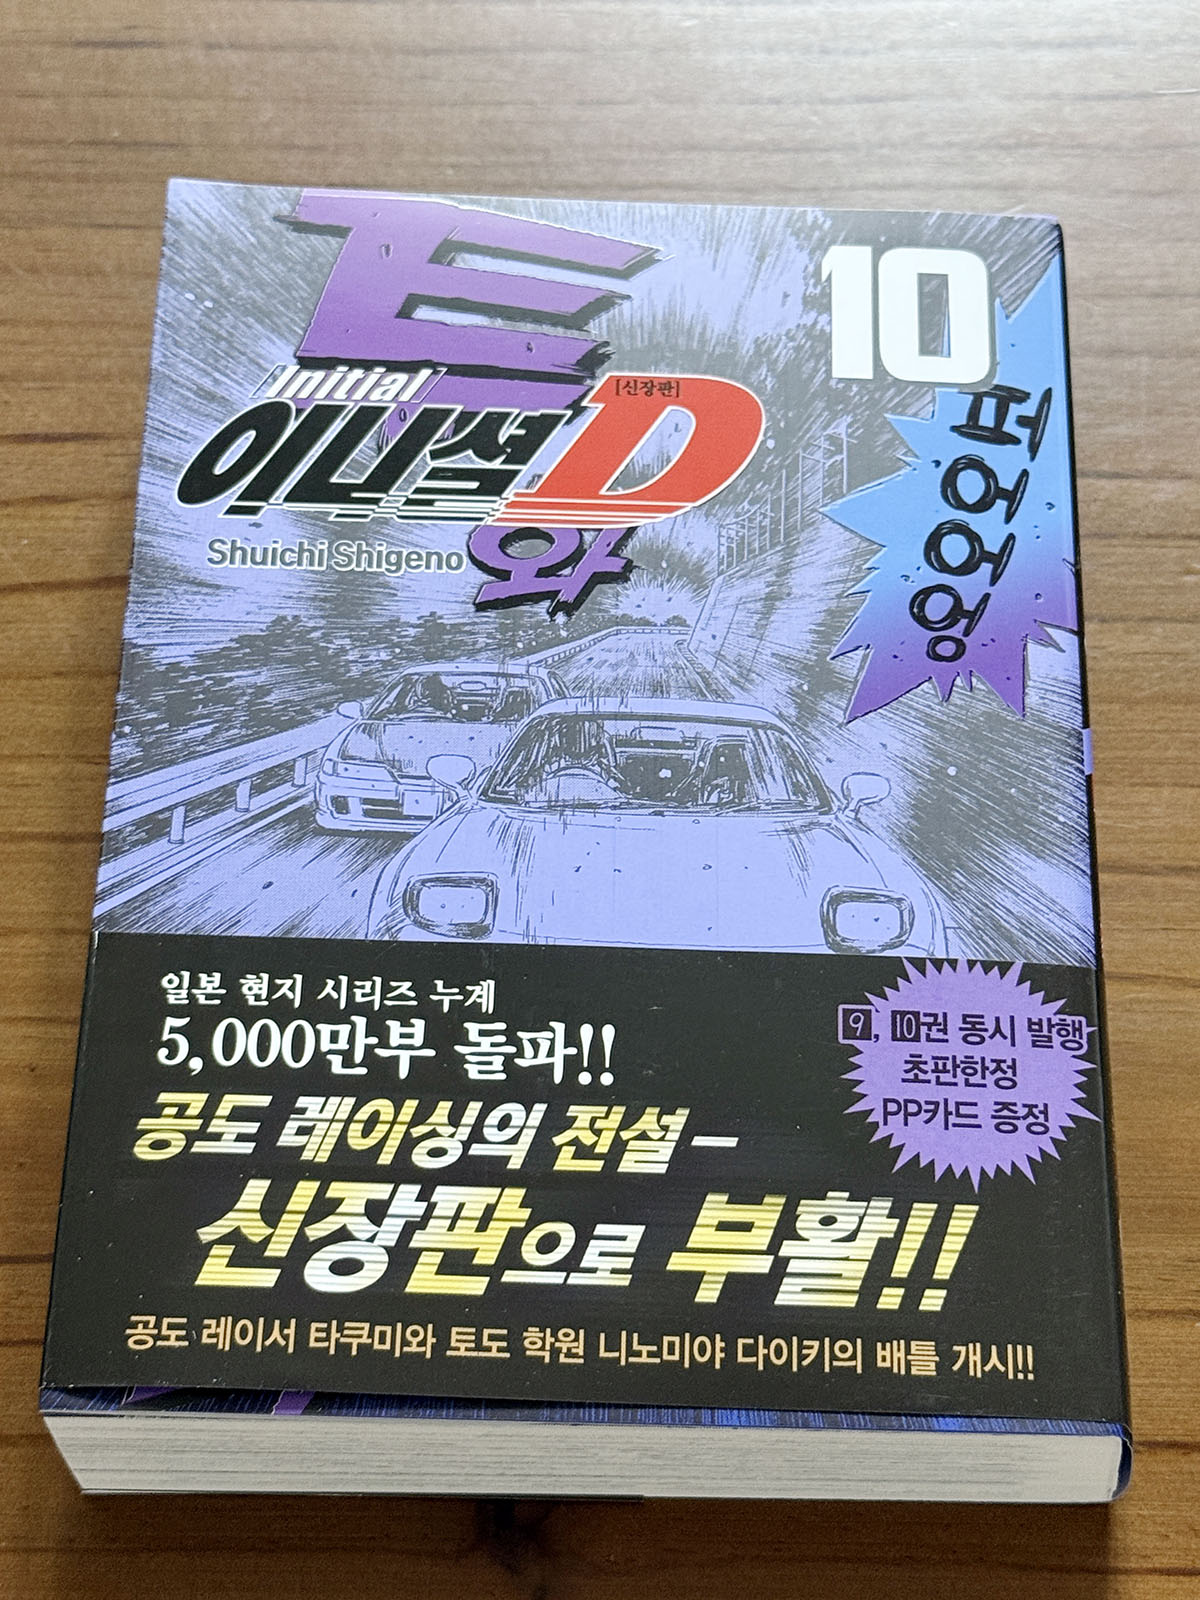 10
트
[Initial]
이니셜D
[신장판]
와
Shuichi Shigeno
일본 현지 시리즈 누계
5,000만부 돌파!!
공도 레이싱의 전설–
신장판으로 부활!!
9, 10권 동시 발행
초판한정
PP카드 증정
공도 레이서 타쿠미와 토도 학원 니노미야 다이키의 배틀 개시!!